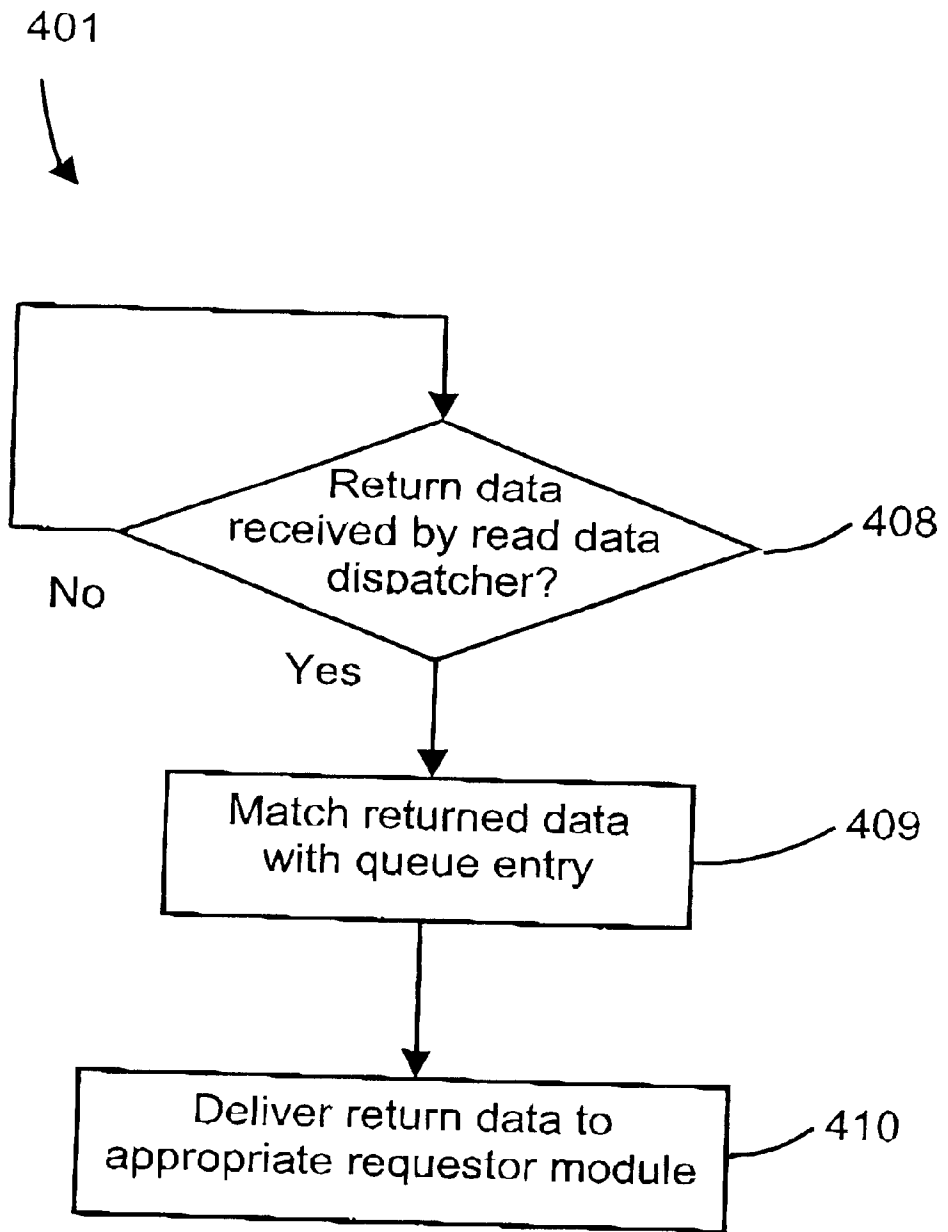 401
Return data
received by read data
dispatcher?
408
No
Yes
Match returned data
with queue entry
409
Deliver return data to
appropriate requestor module
410